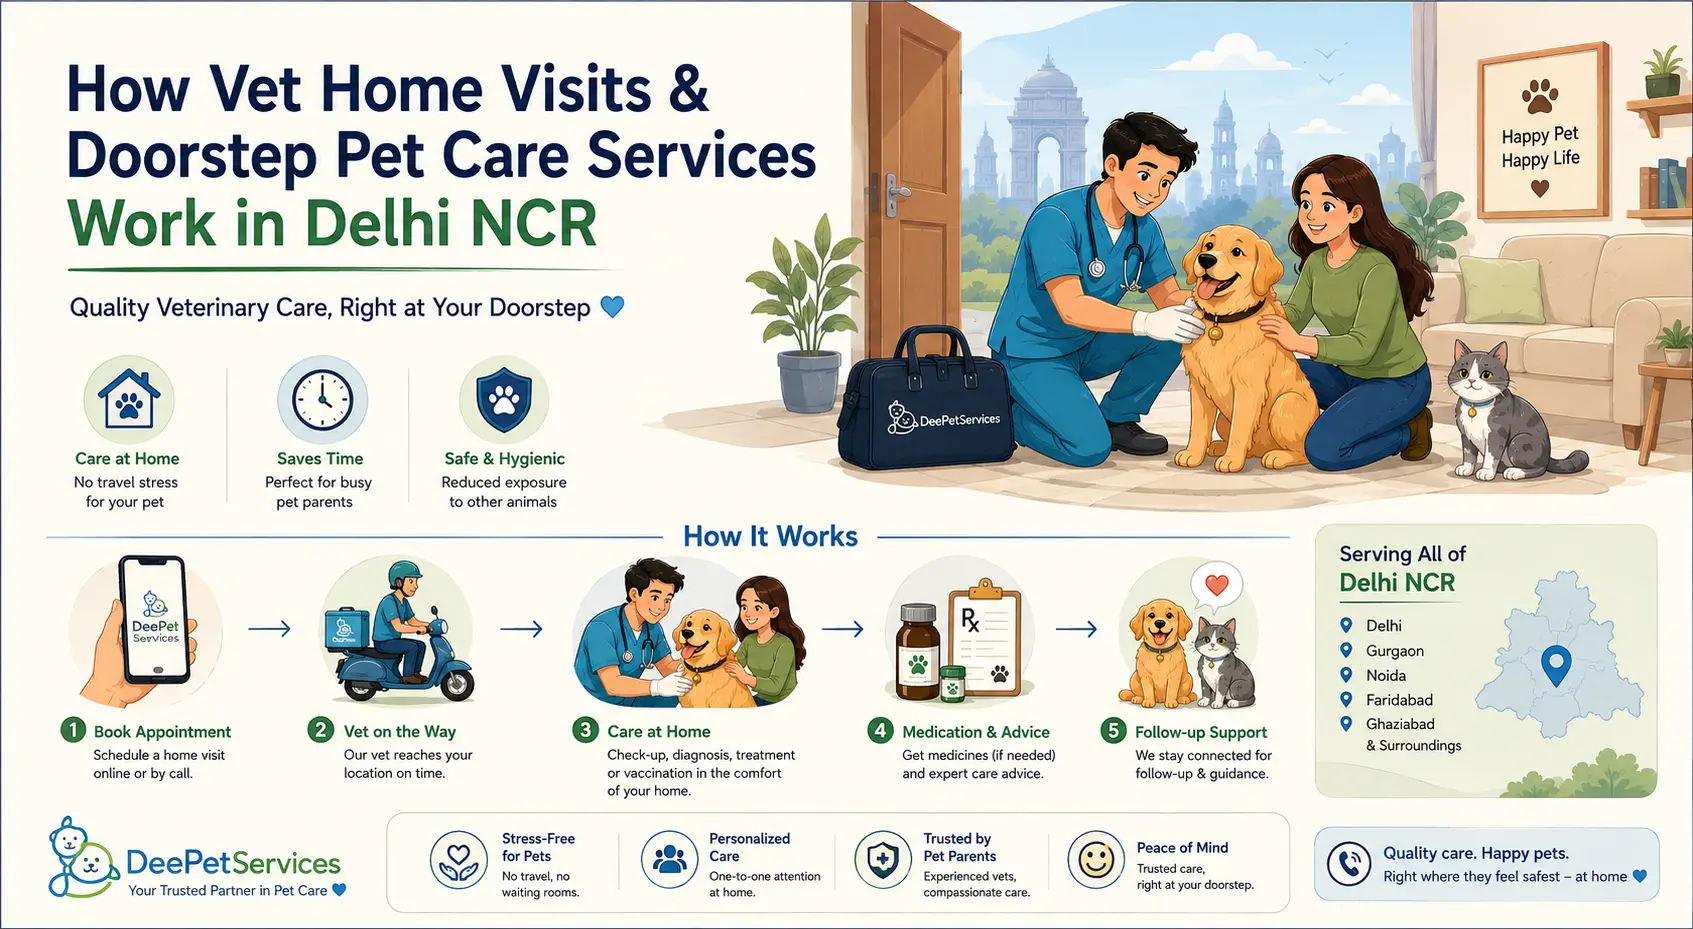 How Vet Home Visits &
Doorstep Pet Care Services
Work in Delhi NCR
Quality Veterinary Care, Right at Your Doorstep
Happy Pet
Happy Life
DeePetServices
Care at Home
No travel stress
for your pet
Saves Time
Perfect for busy
pet parents
Safe & Hygienic
Reduced exposure
to other animals
How It Works
DeePet
Services
1 Book Appointment
Schedule a home visit
online or by call.
2 Vet on the Way
Our vet reaches your
location on time.
3 Care at Home
Check-up, diagnosis, treatment
or vaccination in the comfort
of your home.
Rx
4 Medication & Advice
Get medicines (if needed)
and expert care advice.
5 Follow-up Support
We stay connected for
follow-up & guidance.
Serving All of
Delhi NCR
Delhi
Gurgaon
Noida
Faridabad
Ghaziabad
& Surroundings
DeePetServices
Your Trusted Partner in Pet Care
Stress-Free
for Pets
No travel, no
waiting rooms.
Personalized
Care
One-to-one attention
at home.
Trusted by
Pet Parents
Experienced vets,
compassionate care.
Peace of Mind
Trusted care,
right at your doorstep.
Quality care. Happy pets.
Right where they feel safest – at home